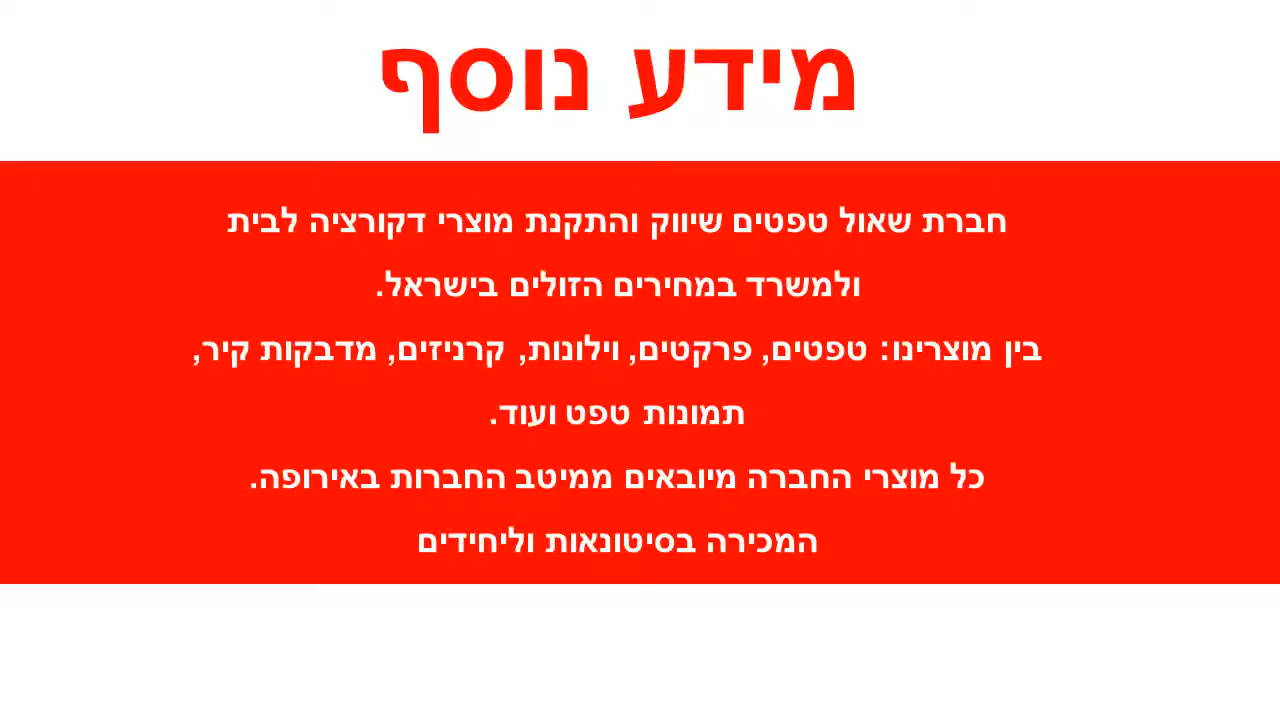 מידע נוסף
חברת שאול טפטים שיווק והתקנת מוצרי דקורציה לבית
ולמשרד במחירים הזולים בישראל.
בין מוצרינו: טפטים, פרקטים, וילונות, קרניזים, מדבקות קיר,
תמונות טפט ועוד.
כל מוצרי החברה מיובאים ממיטב החברות באירופה.
המכירה בסיטונאות וליחידים